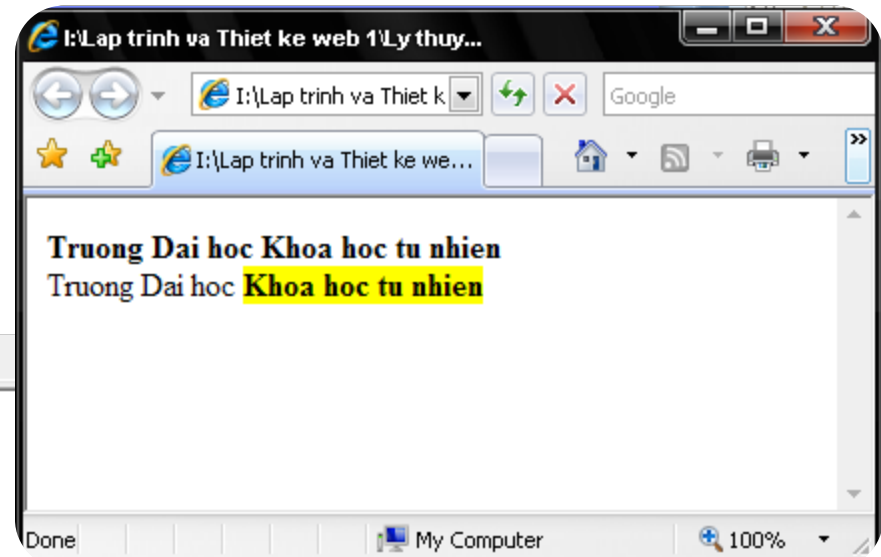 I:\Lap trinh va Thiet ke web 1\Ly thuy...
I:\Lap trinh va Thiet k
Google
I:\Lap trinh va Thiet ke we...
Truong Dai hoc Khoa hoc tu nhien
Truong Dai hoc Khoa hoc tu nhien
Done My Computer 100%